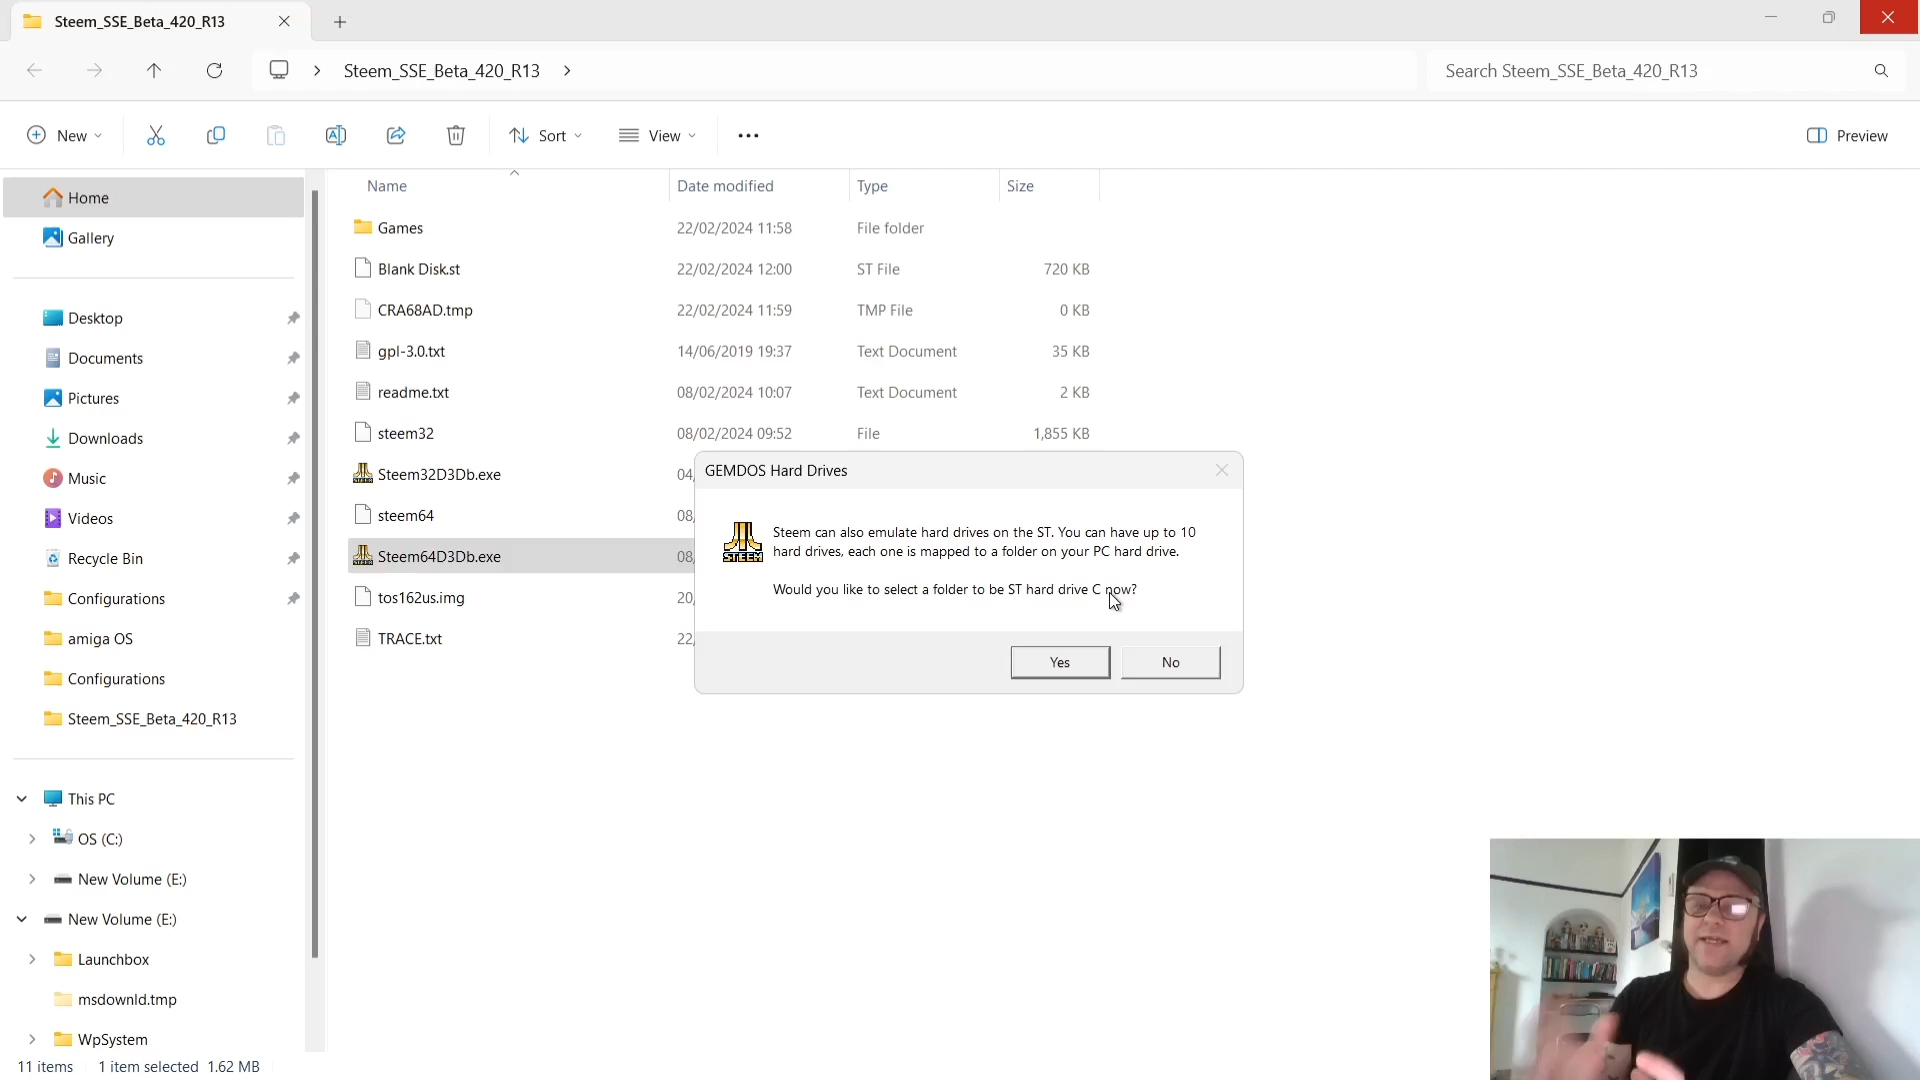 Steem_SSE_Beta_420_R13
Steem_SSE_Beta_420_R13
Search Steem_SSE_Beta_420_R13
New
Sort
View
Preview
Home
Gallery
Desktop
Documents
Pictures
Downloads
Music
Videos
Recycle Bin
Configurations
amiga OS
Configurations
Steem_SSE_Beta_420_R13
This PC
OS (C:)
New Volume (E:)
New Volume (E:)
Launchbox
msdownld.tmp
WpSystem
Name Date modified Type Size
Games 22/02/2024 11:58 File folder
Blank Disk.st 22/02/2024 12:00 ST File 720 KB
CRA68AD.tmp 22/02/2024 11:59 TMP File 0 KB
gpl-3.0.txt 14/06/2019 19:37 Text Document 35 KB
readme.txt 08/02/2024 10:07 Text Document 2 KB
steem32 08/02/2024 09:52 File 1,855 KB
Steem32D3Db.exe 04/
steem64 08/
Steem64D3Db.exe 08/
tos162us.img 20/
TRACE.txt 22/
GEMDOS Hard Drives
STEEM
Steem can also emulate hard drives on the ST. You can have up to 10
hard drives, each one is mapped to a folder on your PC hard drive.
Would you like to select a folder to be ST hard drive C now?
Yes No
11 items 1 item selected 1.62 MB